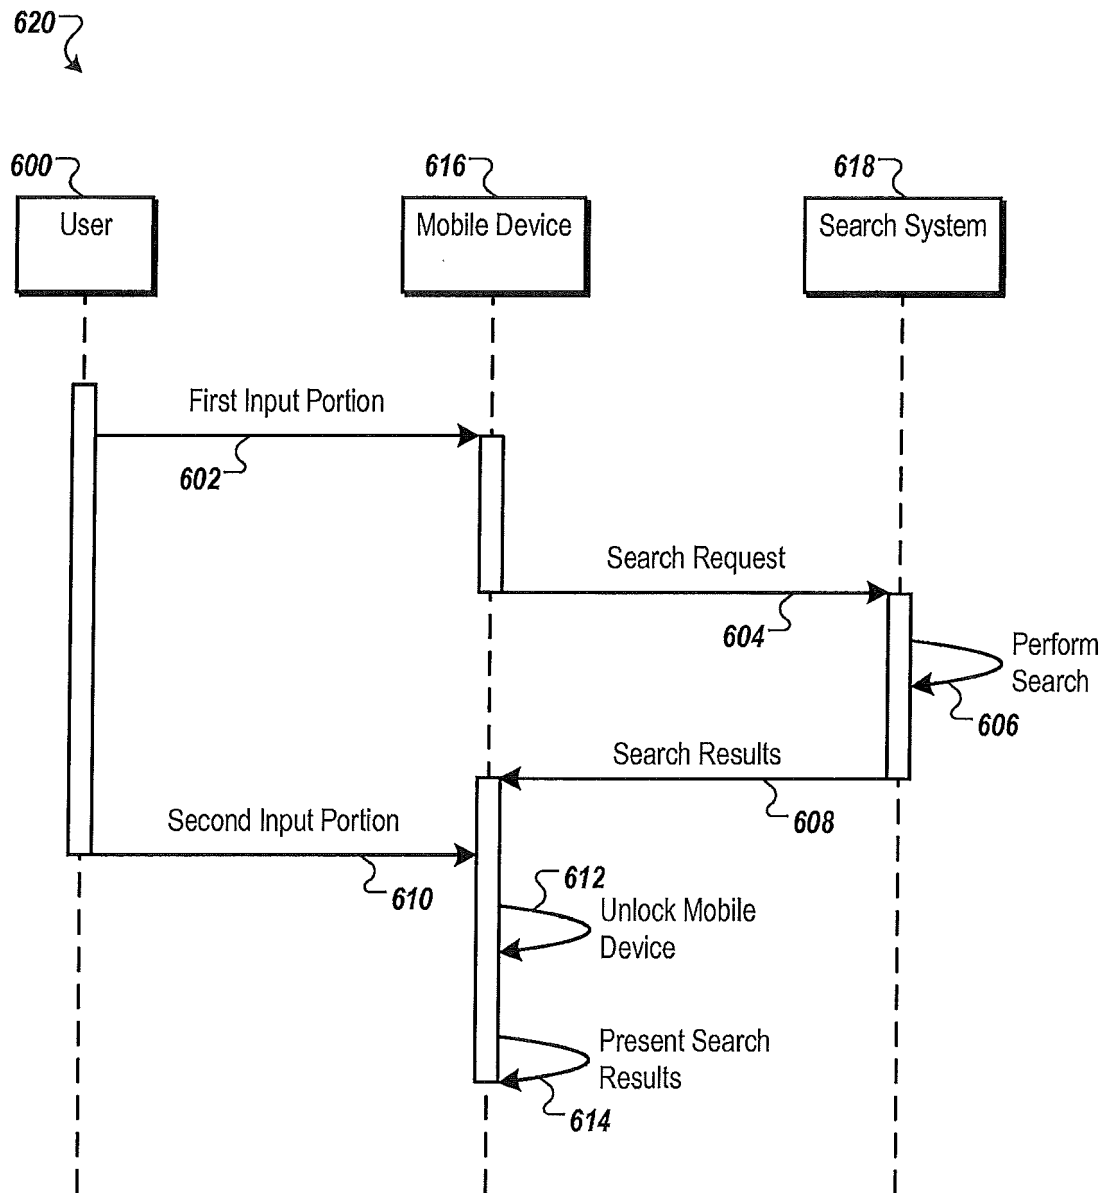 620
600
616
618
User
Mobile Device
Search System
First Input Portion
602
Search Request
604
Perform
Search
606
Search Results
608
Second Input Portion
610
612
Unlock Mobile
Device
Present Search
Results
614